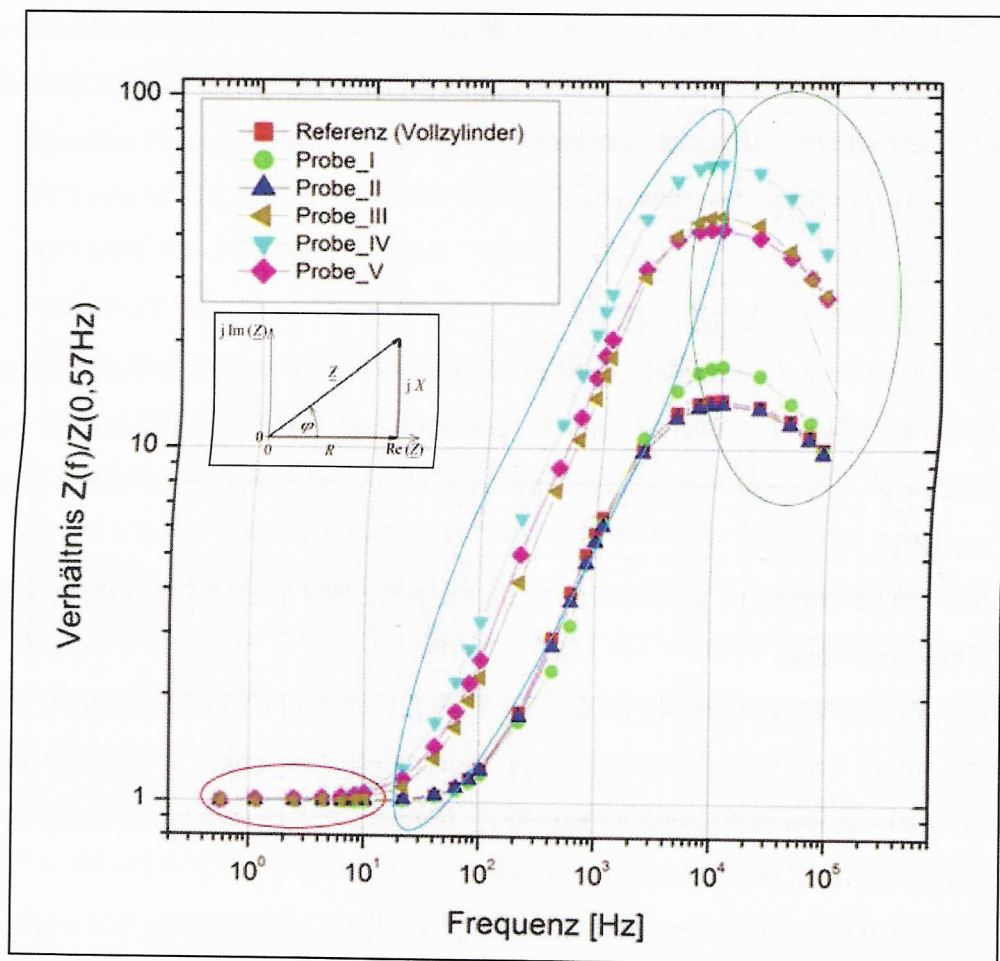 100
10
1
Verhältnis Z(f)/Z(0,57Hz)
Referenz (Vollzylinder)
Probe_I
Probe_II
Probe_III
Probe_IV
Probe_V
j Im (Z)
Z
j X
φ
0
0
R
Re (Z)
10⁰
10¹
10²
10³
10⁴
10⁵
Frequenz [Hz]